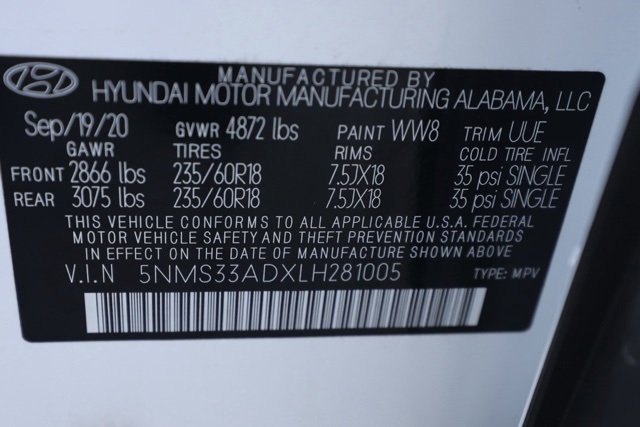 MANUFACTURED BY
HYUNDAI MOTOR MANUFACTURING ALABAMA, LLC
Sep/19/20 GVWR 4872 lbs PAINT WW8 TRIM UUE
GAWR TIRES RIMS COLD TIRE INFL
FRONT 2866 lbs 235/60R18 7.5JX18 35 psi SINGLE
REAR 3075 lbs 235/60R18 7.5JX18 35 psi SINGLE
THIS VEHICLE CONFORMS TO ALL APPLICABLE U.S.A. FEDERAL
MOTOR VEHICLE SAFETY AND THEFT PREVENTION STANDARDS
IN EFFECT ON THE DATE OF MANUFACTURE SHOWN ABOVE
V.I.N 5NMS33ADXLH281005 TYPE: MPV